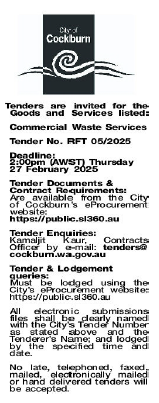 City of
Cockburn
Tenders are invited for the
Goods and Services listed:
Commercial Waste Services
Tender No. RFT 05/2025
Deadline:
2:00pm (AWST) Thursday
27 February 2025
Tender Documents &
Contract Requirements:
Are available from the City
of Cockburn's eProcurement
website:
https://public.sl360.au
Tender Enquiries:
Kamaljit Kaur, Contracts
Officer by e-mail: tenders@
cockburn.wa.gov.au
Tender & Lodgement
queries:
Must be lodged using the
City's eProcurement website:
https://public.sl360.au
All electronic submissions
files shall be clearly named
with the City's Tender Number
as stated above and the
Tenderer's Name; and lodged
by the specified time and
date.
No late, telephoned, faxed,
mailed, electronically mailed
or hand delivered tenders will
be accepted.